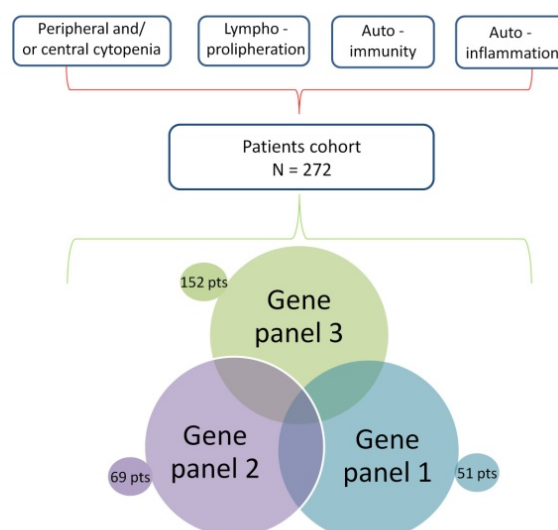 Peripheral and/
or central cytopenia
Lympho -
prolipheration
Auto -
immunity
Auto -
inflammation
Patients cohort
N = 272
152 pts
Gene
panel 3
Gene
panel 2
Gene
panel 1
69 pts
51 pts